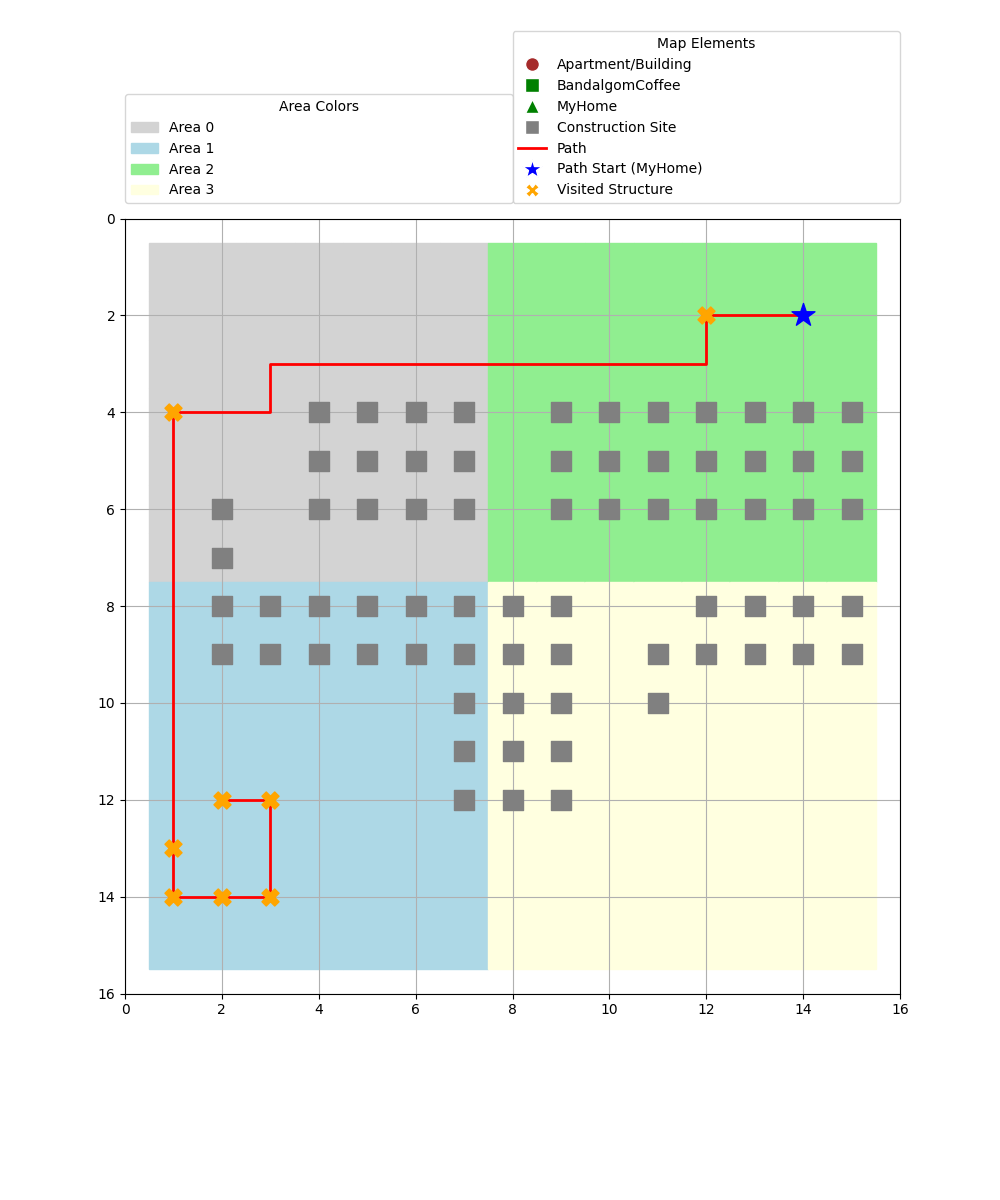 Map Elements
Apartment/Building
BandalgomCoffee
MyHome
Construction Site
Path
Path Start (MyHome)
Visited Structure
Area Colors
Area 0
Area 1
Area 2
Area 3
0
2
4
6
8
10
12
14
16
0 2 4 6 8 10 12 14 16